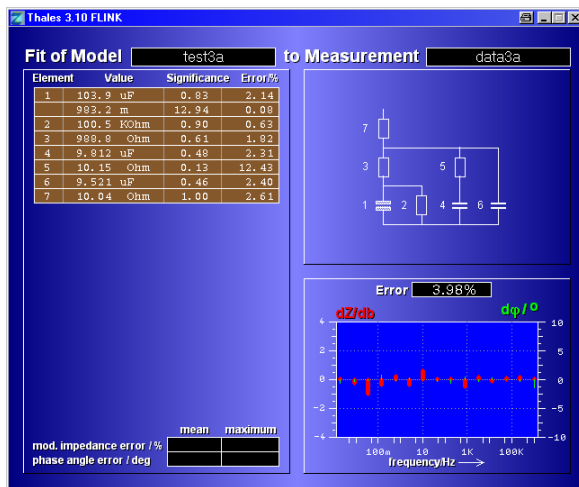 Thales 3.10 FLINK
Fit of Model test3a to Measurement data3a
Element Value Significance Error/%
1 103.9 uF 0.83 2.14
983.2 m 12.94 0.08
2 100.5 KOhm 0.90 0.63
3 988.8 Ohm 0.61 1.82
4 9.812 uF 0.48 2.31
5 10.15 Ohm 0.13 12.43
6 9.521 uF 0.46 2.40
7 10.04 Ohm 1.00 2.61
mean maximum
mod. impedance error / %
phase angle error / deg
7
3 5
1 2 4 6
Error 3.98%
dZ/db dφ/°
4 10
2 5
0 0
-2 -5
-4 -10
100m 10 1K 100K
frequency/Hz